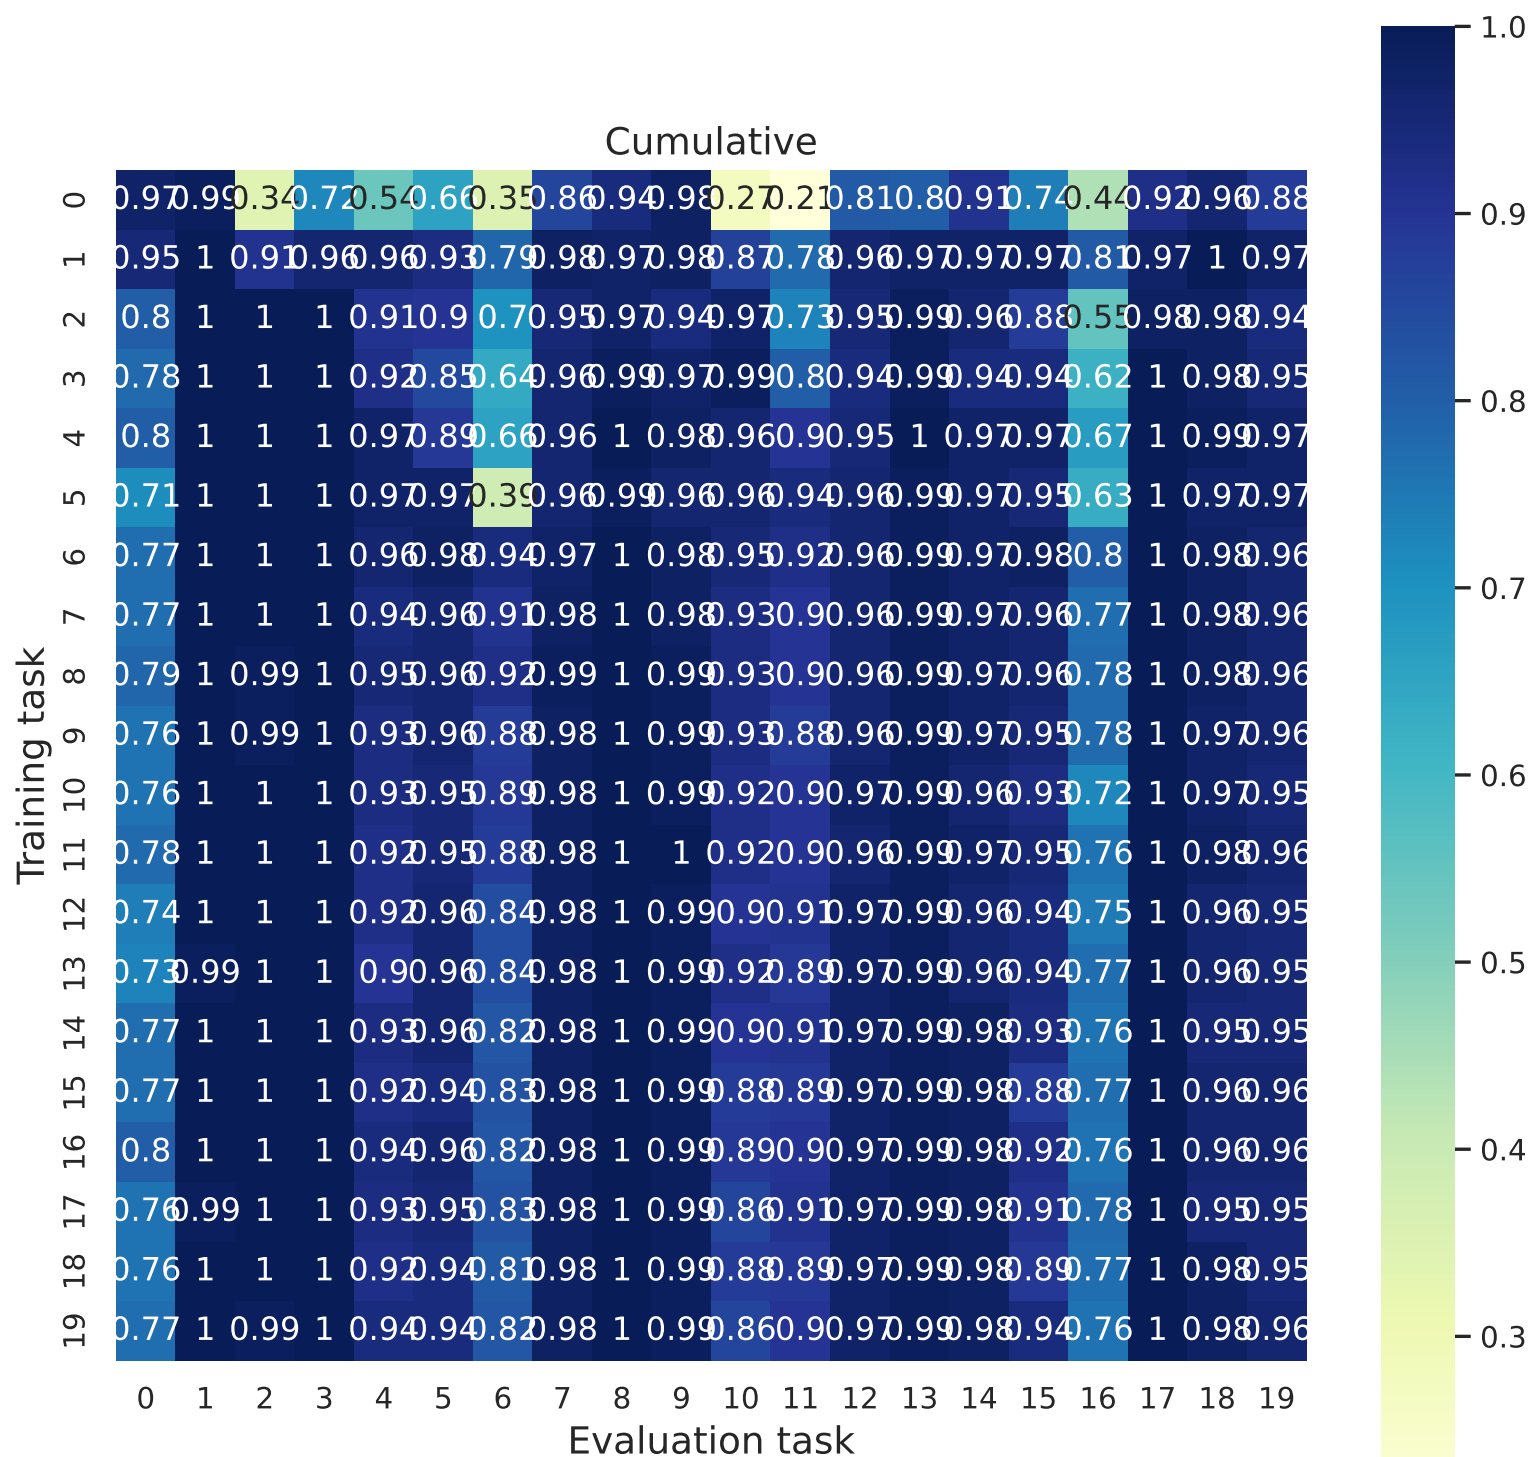 Cumulative
0 0.97 0.99 0.34 0.72 0.54 0.66 0.35 0.86 0.94 0.98 0.27 0.21 0.81 0.8 0.91 0.74 0.44 0.92 0.96 0.88
1 0.95 1 0.91 0.96 0.96 0.93 0.79 0.98 0.97 0.98 0.87 0.78 0.96 0.97 0.97 0.97 0.81 0.97 1 0.97
2 0.8 1 1 1 0.91 0.9 0.7 0.95 0.97 0.94 0.97 0.73 0.95 0.99 0.96 0.88 0.55 0.98 0.98 0.94
3 0.78 1 1 1 0.92 0.85 0.64 0.96 0.99 0.97 0.99 0.8 0.94 0.99 0.94 0.94 0.62 1 0.98 0.95
4 0.8 1 1 1 0.97 0.89 0.66 0.96 1 0.98 0.96 0.9 0.95 1 0.97 0.97 0.67 1 0.99 0.97
5 0.71 1 1 1 0.97 0.97 0.39 0.96 0.99 0.96 0.96 0.94 0.96 0.99 0.97 0.95 0.63 1 0.97 0.97
6 0.77 1 1 1 0.96 0.98 0.94 0.97 1 0.98 0.95 0.92 0.96 0.99 0.97 0.98 0.8 1 0.98 0.96
7 0.77 1 1 1 0.94 0.96 0.91 0.98 1 0.98 0.93 0.9 0.96 0.99 0.97 0.96 0.77 1 0.98 0.96
8 0.79 1 0.99 1 0.95 0.96 0.92 0.99 1 0.99 0.93 0.9 0.96 0.99 0.97 0.96 0.78 1 0.98 0.96
9 0.76 1 0.99 1 0.93 0.96 0.88 0.98 1 0.99 0.93 0.88 0.96 0.99 0.97 0.95 0.78 1 0.97 0.96
10 0.76 1 1 1 0.93 0.95 0.89 0.98 1 0.99 0.92 0.9 0.97 0.99 0.96 0.93 0.72 1 0.97 0.95
11 0.78 1 1 1 0.92 0.95 0.88 0.98 1 1 0.92 0.9 0.96 0.99 0.97 0.95 0.76 1 0.98 0.96
12 0.74 1 1 1 0.92 0.96 0.84 0.98 1 0.99 0.9 0.91 0.97 0.99 0.96 0.94 0.75 1 0.96 0.95
13 0.73 0.99 1 1 0.9 0.96 0.84 0.98 1 0.99 0.92 0.89 0.97 0.99 0.96 0.94 0.77 1 0.96 0.95
14 0.77 1 1 1 0.93 0.96 0.82 0.98 1 0.99 0.9 0.91 0.97 0.99 0.98 0.93 0.76 1 0.95 0.95
15 0.77 1 1 1 0.92 0.94 0.83 0.98 1 0.99 0.88 0.89 0.97 0.99 0.98 0.88 0.77 1 0.96 0.96
16 0.8 1 1 1 0.94 0.96 0.82 0.98 1 0.99 0.89 0.9 0.97 0.99 0.98 0.92 0.76 1 0.96 0.96
17 0.76 0.99 1 1 0.93 0.95 0.83 0.98 1 0.99 0.86 0.91 0.97 0.99 0.98 0.91 0.78 1 0.95 0.95
18 0.76 1 1 1 0.92 0.94 0.81 0.98 1 0.99 0.88 0.89 0.97 0.99 0.98 0.89 0.77 1 0.98 0.95
19 0.77 1 0.99 1 0.94 0.94 0.82 0.98 1 0.99 0.86 0.9 0.97 0.99 0.98 0.94 0.76 1 0.98 0.96
0 1 2 3 4 5 6 7 8 9 10 11 12 13 14 15 16 17 18 19
Evaluation task
Training task
1.0
0.9
0.8
0.7
0.6
0.5
0.4
0.3